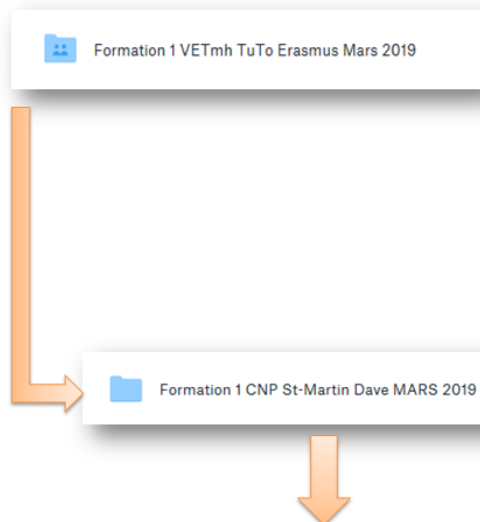 Formation 1 VETmh TuTo Erasmus Mars 2019
Formation 1 CNP St-Martin Dave MARS 2019